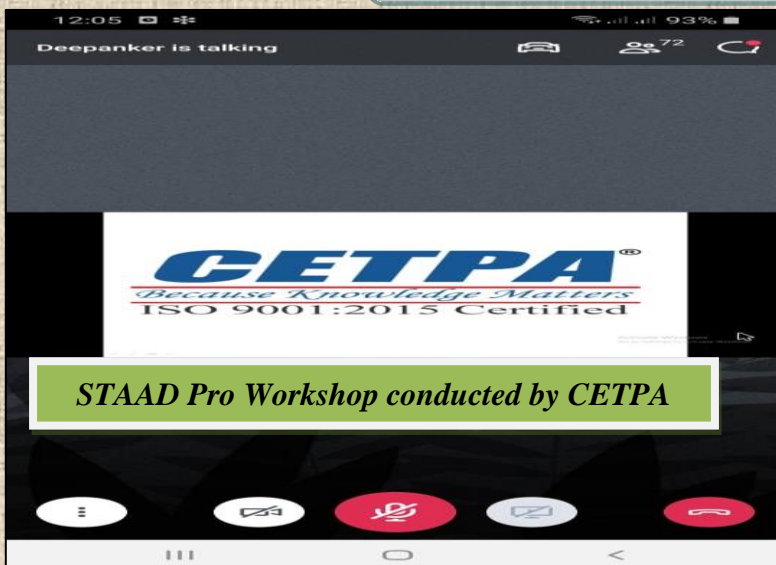 12:05
93%
Deepanker is talking
72
CETPA®
Because Knowledge Matters
ISO 9001:2015 Certified
STAAD Pro Workshop conducted by CETPA